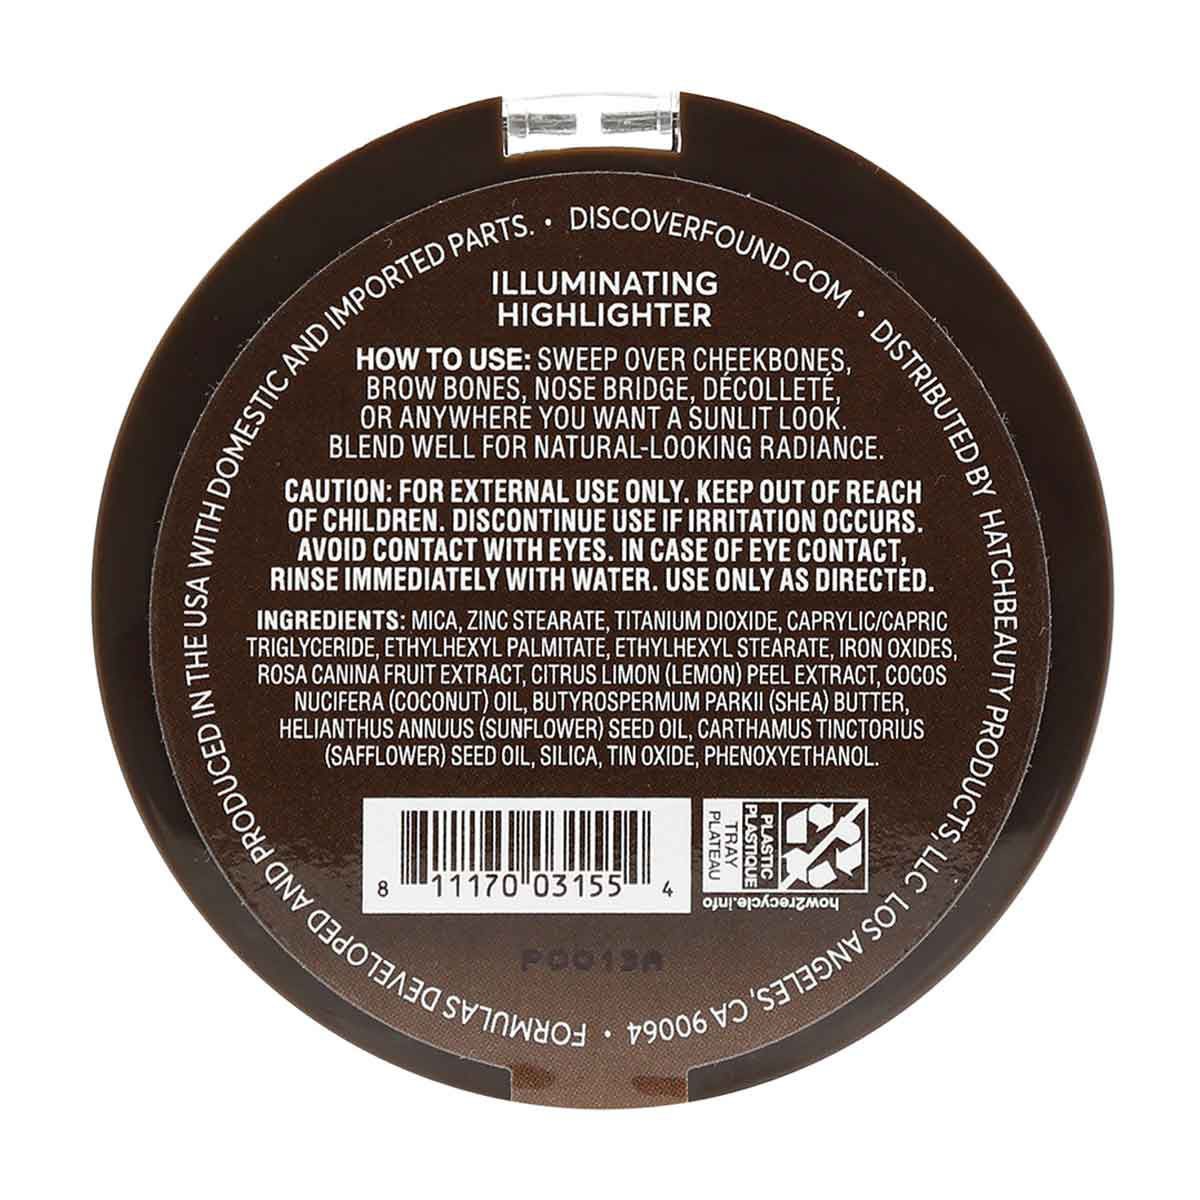 FORMULAS DEVELOPED AND PRODUCED IN THE USA WITH DOMESTIC AND IMPORTED PARTS. • DISCOVERFOUND.COM • DISTRIBUTED BY HATCHBEAUTY PRODUCTS, LLC LOS ANGELES, CA 90064 •
ILLUMINATING
HIGHLIGHTER
HOW TO USE: SWEEP OVER CHEEKBONES,
BROW BONES, NOSE BRIDGE, DÉCOLLETÉ,
OR ANYWHERE YOU WANT A SUNLIT LOOK.
BLEND WELL FOR NATURAL-LOOKING RADIANCE.
CAUTION: FOR EXTERNAL USE ONLY. KEEP OUT OF REACH
OF CHILDREN. DISCONTINUE USE IF IRRITATION OCCURS.
AVOID CONTACT WITH EYES. IN CASE OF EYE CONTACT,
RINSE IMMEDIATELY WITH WATER. USE ONLY AS DIRECTED.
INGREDIENTS: MICA, ZINC STEARATE, TITANIUM DIOXIDE, CAPRYLIC/CAPRIC
TRIGLYCERIDE, ETHYLHEXYL PALMITATE, ETHYLHEXYL STEARATE, IRON OXIDES,
ROSA CANINA FRUIT EXTRACT, CITRUS LIMON (LEMON) PEEL EXTRACT, COCOS
NUCIFERA (COCONUT) OIL, BUTYROSPERMUM PARKII (SHEA) BUTTER,
HELIANTHUS ANNUUS (SUNFLOWER) SEED OIL, CARTHAMUS TINCTORIUS
(SAFFLOWER) SEED OIL, SILICA, TIN OXIDE, PHENOXYETHANOL.
8 11170 03155 4
PLASTIC
PLASTIQUE
TRAY
PLATEAU
how2recycle.info
P0013A